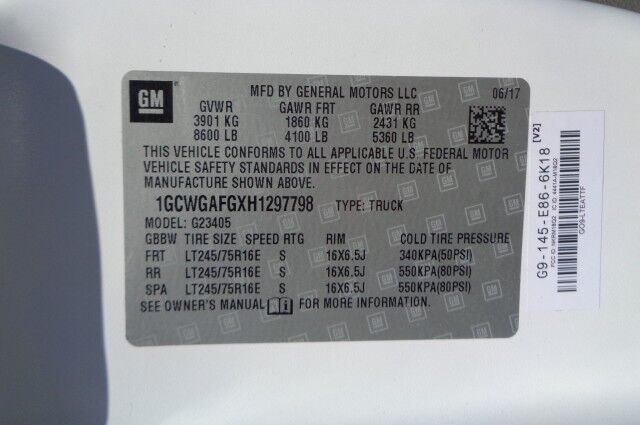 GM
MFD BY GENERAL MOTORS LLC 06/17
GVWR GAWR FRT GAWR RR
3901 KG 1860 KG 2431 KG
8600 LB 4100 LB 5360 LB
THIS VEHICLE CONFORMS TO ALL APPLICABLE U.S. FEDERAL MOTOR
VEHICLE SAFETY STANDARDS IN EFFECT ON THE DATE OF
MANUFACTURE SHOWN ABOVE.
1GCWGAFGXH1297798 TYPE: TRUCK
MODEL: G23405
GBBW TIRE SIZE SPEED RTG RIM COLD TIRE PRESSURE
FRT LT245/75R16E S 16X6.5J 340KPA(50PSI)
RR LT245/75R16E S 16X6.5J 550KPA(80PSI)
SPA LT245/75R16E S 16X6.5J 550KPA(80PSI)
SEE OWNER'S MANUAL FOR MORE INFORMATION.
G9-145-E86-6K18 [V2]
GO9-LTEATTF